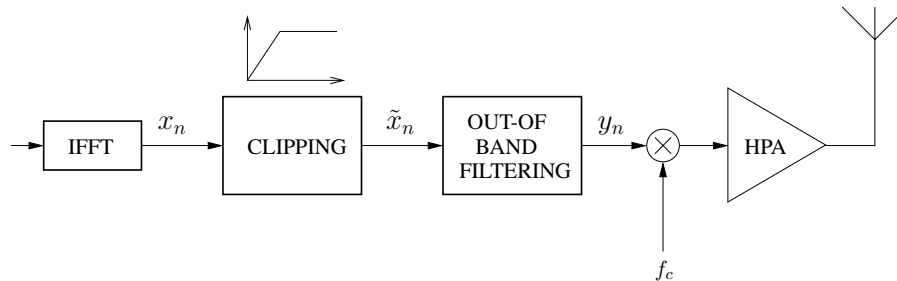 IFFT
x_n
CLIPPING
x̃_n
OUT-OF
BAND
FILTERING
y_n
HPA
f_c